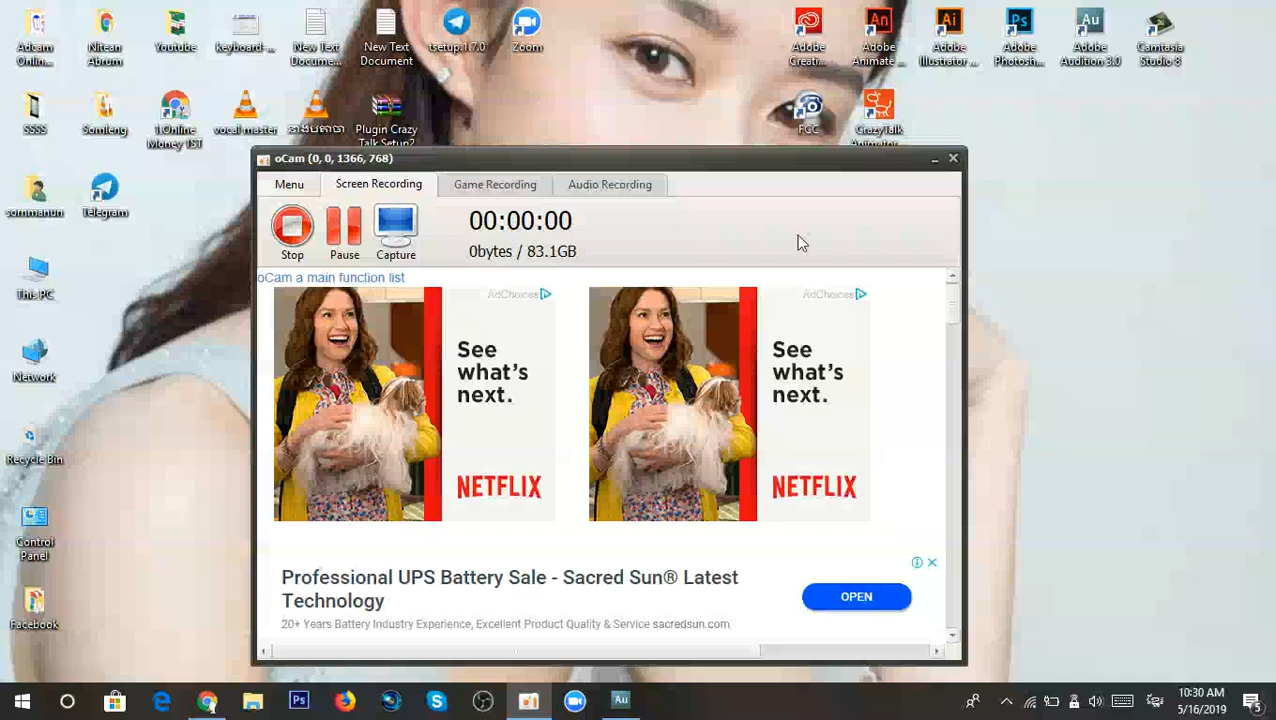 Adcam
Onlin...
Nitean
Abrum
Youtube
keyboard-...
New Text
Docume...
New Text
Document
tsetup.1.7.0
Zoom
Adobe
Creati...
Adobe
Animate ...
Adobe
Illustrator ...
Adobe
Photosh...
Adobe
Audition 3.0
Camtasia
Studio 8
SSSS
Somleng
1.Online
Money 1ST
vocal master
Plugin Crazy
Talk Setup2
FCC
CrazyTalk
Animator ...
sommanun
Telegram
This PC
Network
Recycle Bin
Control
Panel
Facebook
oCam (0, 0, 1366, 768)
Menu
Screen Recording
Game Recording
Audio Recording
Stop
Pause
Capture
00:00:00
0bytes / 83.1GB
oCam a main function list
AdChoices
See
what's
next.
NETFLIX
AdChoices
See
what's
next.
NETFLIX
Professional UPS Battery Sale - Sacred Sun® Latest
Technology
20+ Years Battery Industry Experience, Excellent Product Quality & Service sacredsun.com.
OPEN
10:30 AM
5/16/2019
5